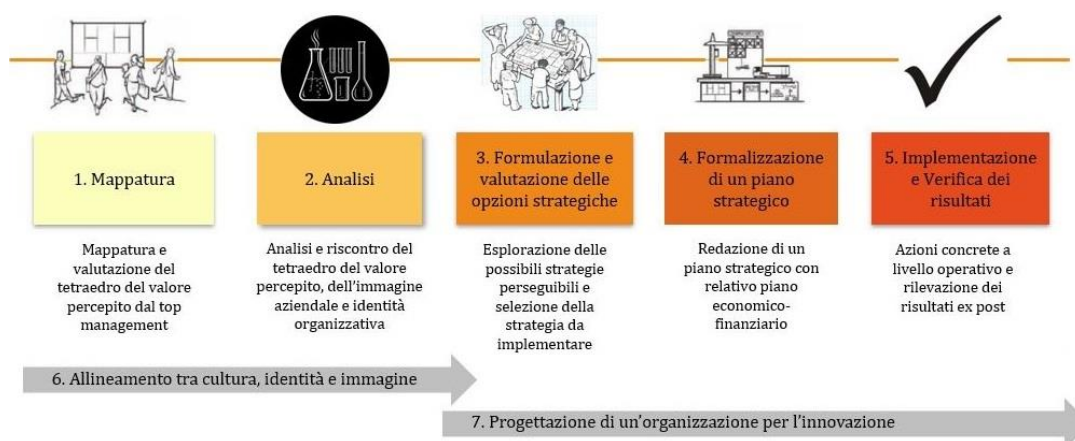 1. Mappatura
2. Analisi
3. Formulazione e
valutazione delle
opzioni strategiche
4. Formalizzazione
di un piano
strategico
5. Implementazione
e Verifica dei
risultati
Mappatura e
valutazione del
tetraedro del valore
percepito dal top
management
Analisi e riscontro del
tetraedro del valore
percepito, dell'immagine
aziendale e identità
organizzativa
Esplorazione delle
possibili strategie
perseguibili e
selezione della
strategia da
implementare
Redazione di un
piano strategico con
relativo piano
economico-
finanziario
Azioni concrete a
livello operativo e
rilevazione dei
risultati ex post
6. Allineamento tra cultura, identità e immagine
7. Progettazione di un'organizzazione per l'innovazione